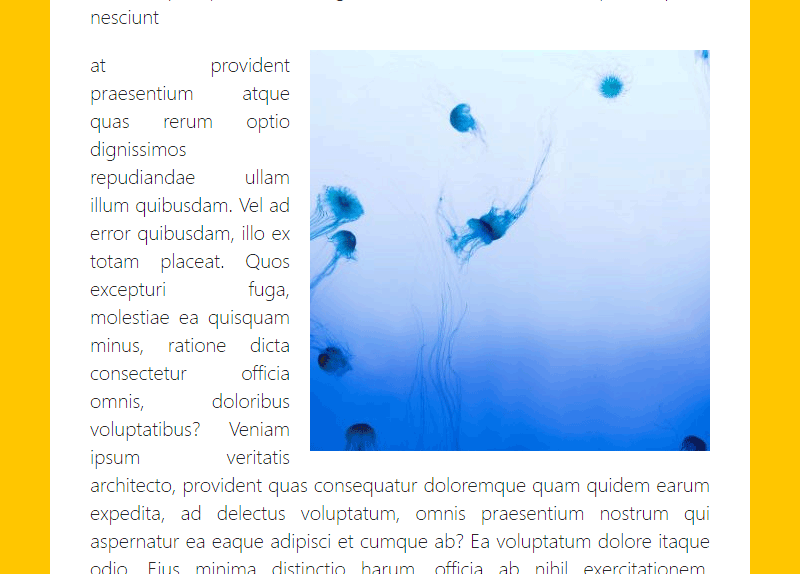 nesciunt
at provident
praesentium atque
quas rerum optio
dignissimos
repudiandae ullam
illum quibusdam. Vel ad
error quibusdam, illo ex
totam placeat. Quos
excepturi fuga,
molestiae ea quisquam
minus, ratione dicta
consectetur officia
omnis, doloribus
voluptatibus? Veniam
ipsum veritatis
architecto, provident quas consequatur doloremque quam quidem earum
expedita, ad delectus voluptatum, omnis praesentium nostrum qui
aspernatur ea eaque adipisci et cumque ab? Ea voluptatum dolore itaque
odio. Eius minima distinctio harum, officia ab nihil exercitationem.